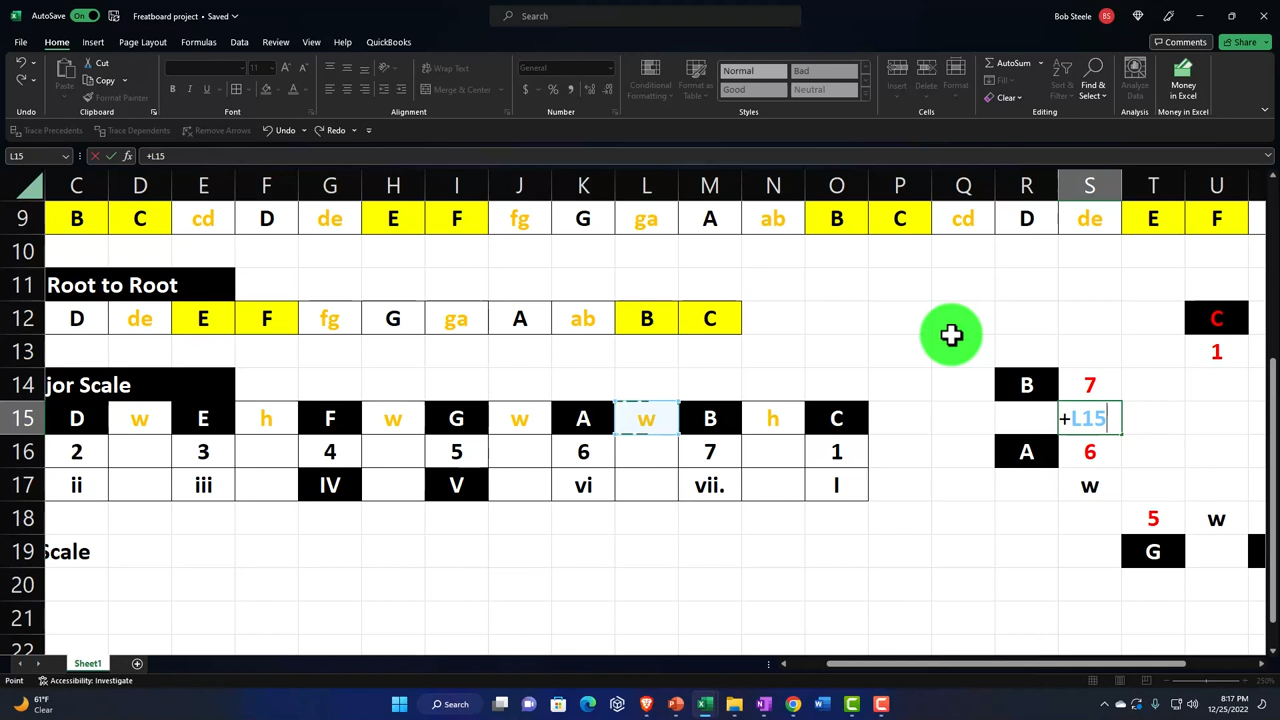 AutoSave On Freatboard project • Saved Search Bob Steele BS
File Home Insert Page Layout Formulas Data Review View Help QuickBooks Comments Share
Cut 11 Wrap Text General Normal Bad AutoSum
Paste Copy Conditional Formatting Format as Table Good Neutral Insert Delete Format Fill Sort & Filter Find & Select Analyze Data Money in Excel
Format Painter B I U Merge & Center $ % Clear
Undo Clipboard Font Alignment Number Styles Cells Editing Analysis Money in Excel
Trace Precedents Trace Dependents Remove Arrows Undo Redo
L15 fx +L15
C D E F G H I J K L M N O P Q R S T U
9 B C cd D de E F fg G ga A ab B C cd D de E F
10
11 Root to Root
12 D de E F fg G ga A ab B C C
13 1
14 jor Scale B 7
15 D w E h F w G w A w B h C +L15
16 2 3 4 5 6 7 1 A 6
17 ii iii IV V vi vii. I w
18 5 w
19 Scale G
20
21
22
Sheet1
Point Accessibility: Investigate 250%
61°F
Clear Search 8:17 PM
12/25/2022